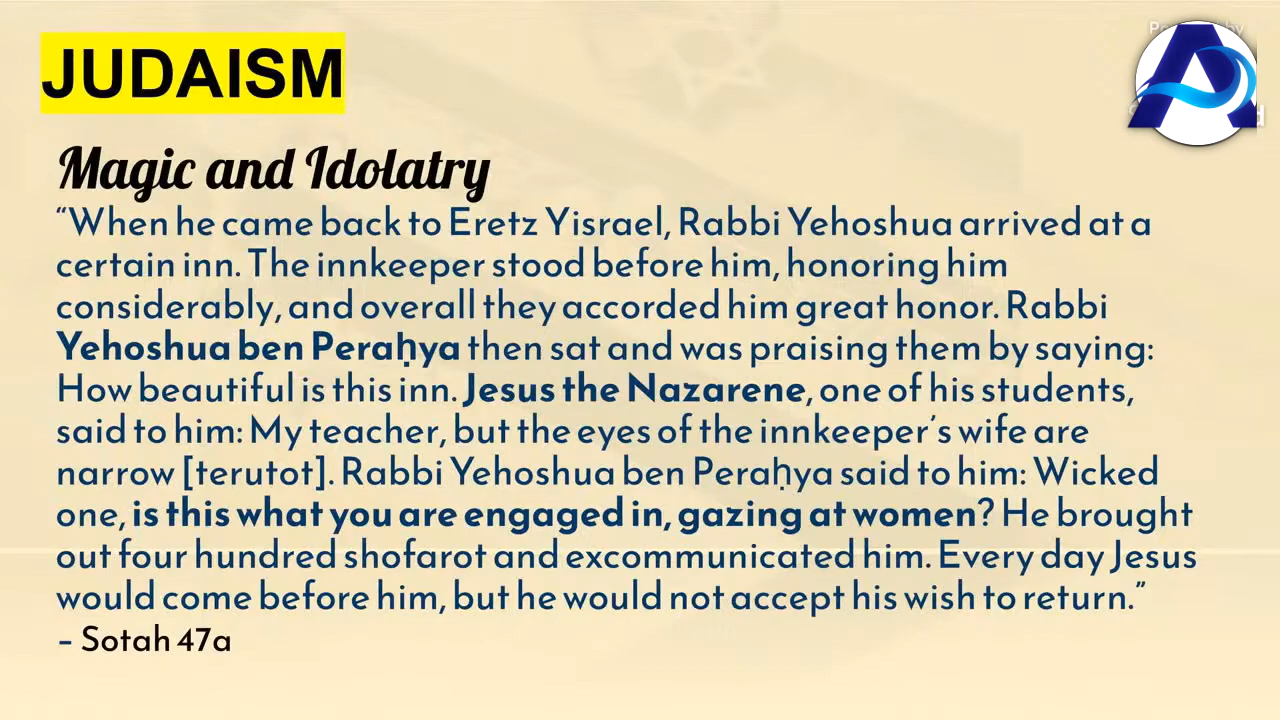 JUDAISM
Magic and Idolatry
“When he came back to Eretz Yisrael, Rabbi Yehoshua arrived at a
certain inn. The innkeeper stood before him, honoring him
considerably, and overall they accorded him great honor. Rabbi
Yehoshua ben Peraḥya then sat and was praising them by saying:
How beautiful is this inn. Jesus the Nazarene, one of his students,
said to him: My teacher, but the eyes of the innkeeper’s wife are
narrow [terutot]. Rabbi Yehoshua ben Peraḥya said to him: Wicked
one, is this what you are engaged in, gazing at women? He brought
out four hundred shofarot and excommunicated him. Every day Jesus
would come before him, but he would not accept his wish to return.”
– Sotah 47a